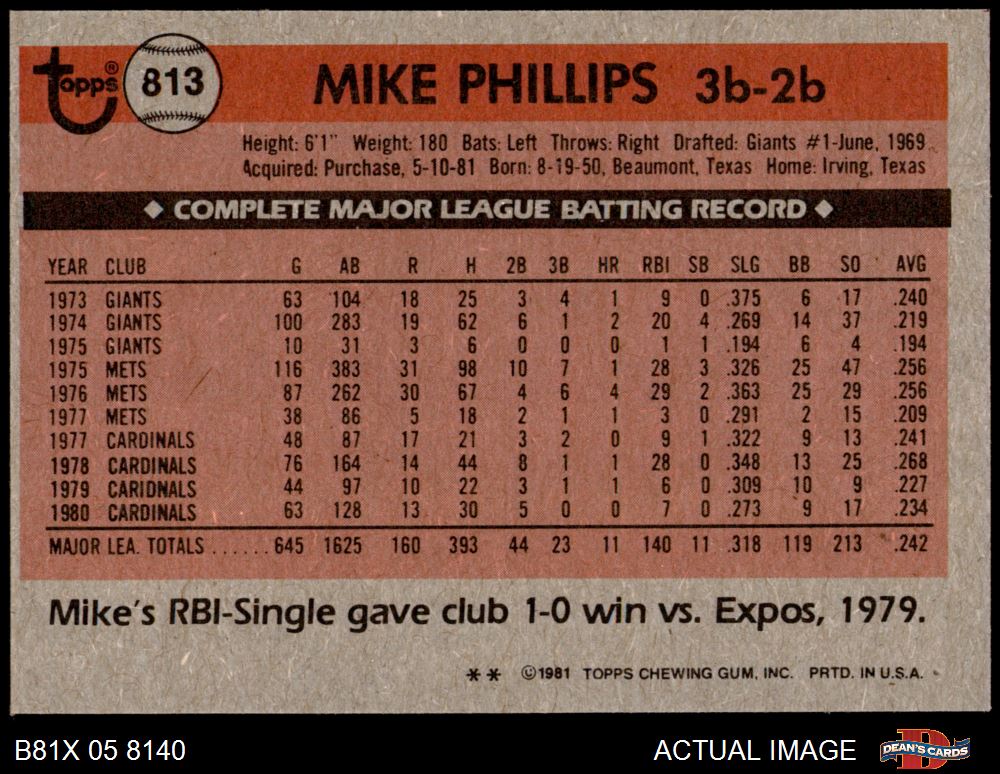 Topps® 813 MIKE PHILLIPS 3b-2b
Height: 6'1" Weight: 180 Bats: Left Throws: Right Drafted: Giants #1-June, 1969
Acquired: Purchase, 5-10-81 Born: 8-19-50, Beaumont, Texas Home: Irving, Texas
◆ COMPLETE MAJOR LEAGUE BATTING RECORD ◆
YEAR CLUB G AB R H 2B 3B HR RBI SB SLG BB SO AVG
1973 GIANTS 63 104 18 25 3 4 1 9 0 .375 6 17 .240
1974 GIANTS 100 283 19 62 6 1 2 20 4 .269 14 37 .219
1975 GIANTS 10 31 3 6 0 0 0 1 1 .194 6 4 .194
1975 METS 116 383 31 98 10 7 1 28 3 .326 25 47 .256
1976 METS 87 262 30 67 4 6 4 29 2 .363 25 29 .256
1977 METS 38 86 5 18 2 1 1 3 0 .291 2 15 .209
1977 CARDINALS 48 87 17 21 3 2 0 9 1 .322 9 13 .241
1978 CARDINALS 76 164 14 44 8 1 1 28 0 .348 13 25 .268
1979 CARIDNALS 44 97 10 22 3 1 1 6 0 .309 10 9 .227
1980 CARDINALS 63 128 13 30 5 0 0 7 0 .273 9 17 .234
MAJOR LEA. TOTALS ...... 645 1625 160 393 44 23 11 140 11 .318 119 213 .242
Mike's RBI-Single gave club 1-0 win vs. Expos, 1979.
** ©1981 TOPPS CHEWING GUM, INC. PRTD. IN U.S.A.
B81X 05 8140 ACTUAL IMAGE DEAN'S CARDS